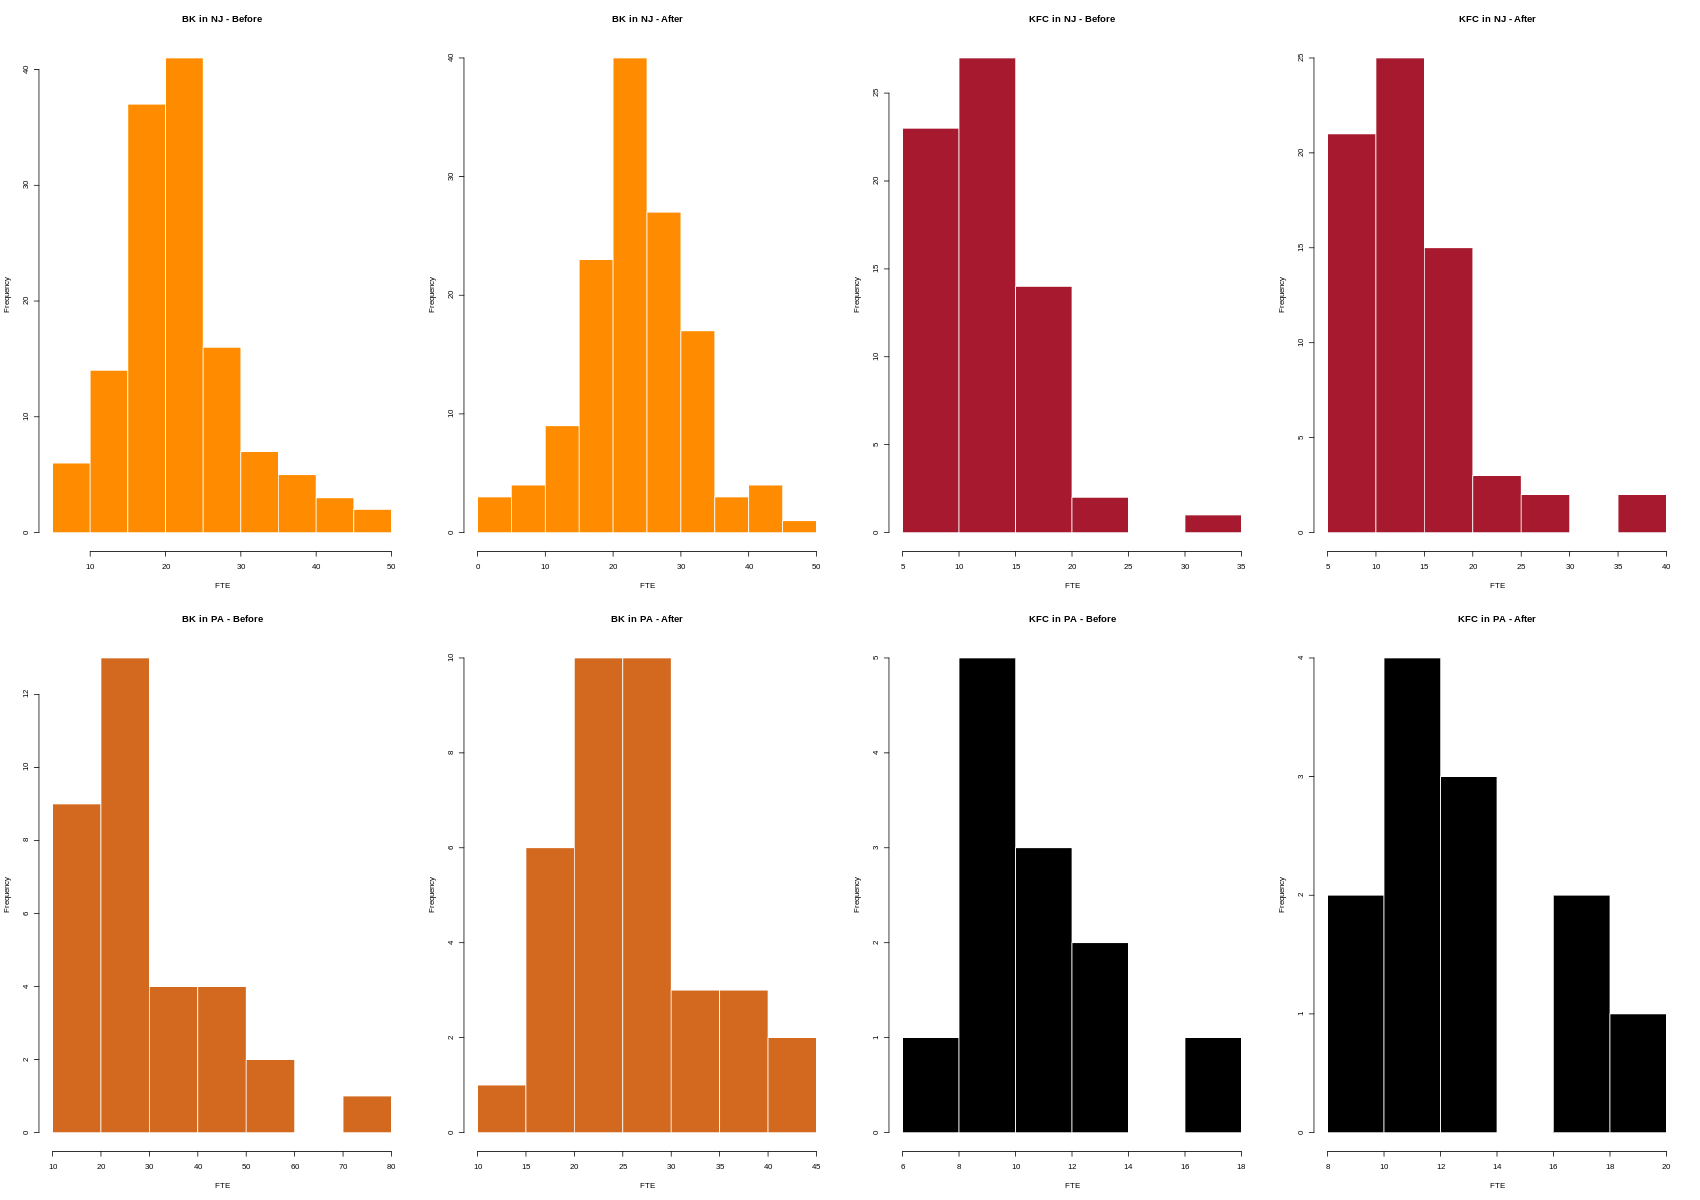 BK in NJ - Before
Frequency
0 10 20 30 40
10 20 30 40 50
FTE
BK in NJ - After
Frequency
0 10 20 30 40
0 10 20 30 40 50
FTE
KFC in NJ - Before
Frequency
0 5 10 15 20 25
5 10 15 20 25 30 35
FTE
KFC in NJ - After
Frequency
0 5 10 15 20 25
5 10 15 20 25 30 35 40
FTE
BK in PA - Before
Frequency
0 2 4 6 8 10 12
10 20 30 40 50 60 70 80
FTE
BK in PA - After
Frequency
2 4 6 8 10
0
10 15 20 25 30 35 40 45
FTE
KFC in PA - Before
Frequency
0 1 2 3 4 5
6 8 10 12 14 16 18
FTE
KFC in PA - After
Frequency
0 1 2 3 4
8 10 12 14 16 18 20
FTE